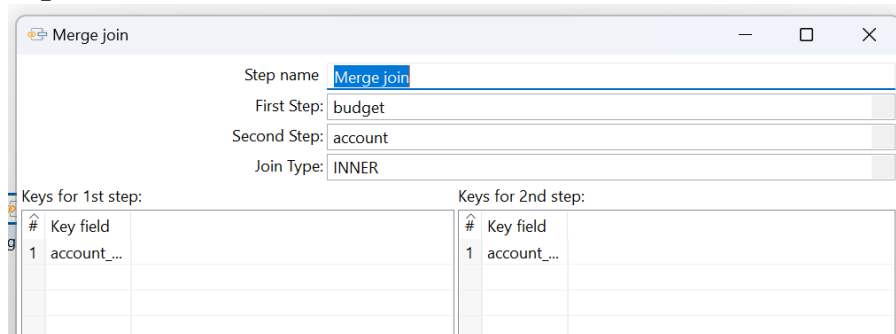 Merge join
Step name Merge join
First Step: budget
Second Step: account
Join Type: INNER
Keys for 1st step: Keys for 2nd step:
# Key field # Key field
1 account_... 1 account_...